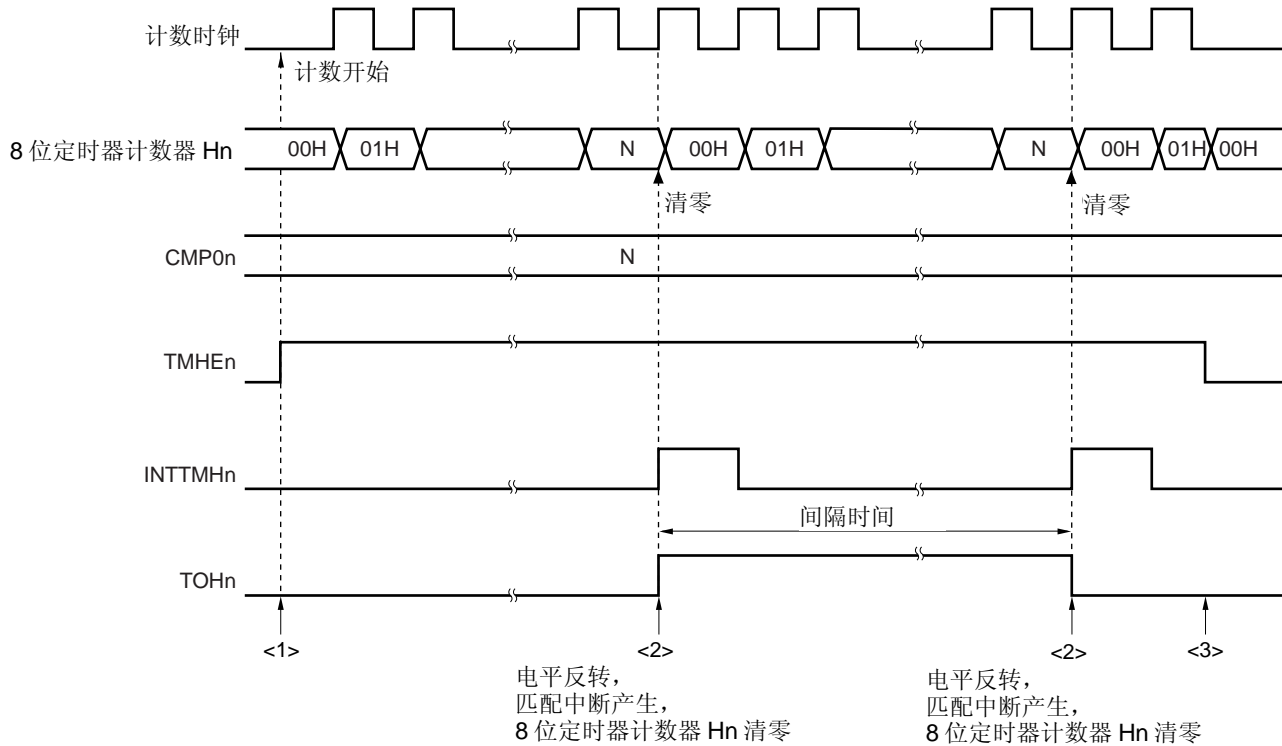 计数时钟
计数开始
8 位定时器计数器 Hn
00H 01H N 00H 01H N 00H 01H 00H
清零 清零
CMP0n N
TMHEn
INTTMHn
间隔时间
TOHn
<1> <2> <2> <3>
电平反转,
匹配中断产生,
8 位定时器计数器 Hn 清零
电平反转,
匹配中断产生,
8 位定时器计数器 Hn 清零